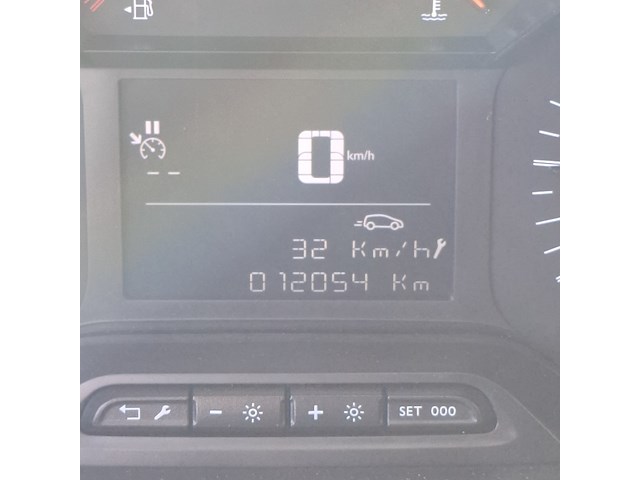 0 km/h
-- --
32 Km/h
012054 Km
- + SET 000